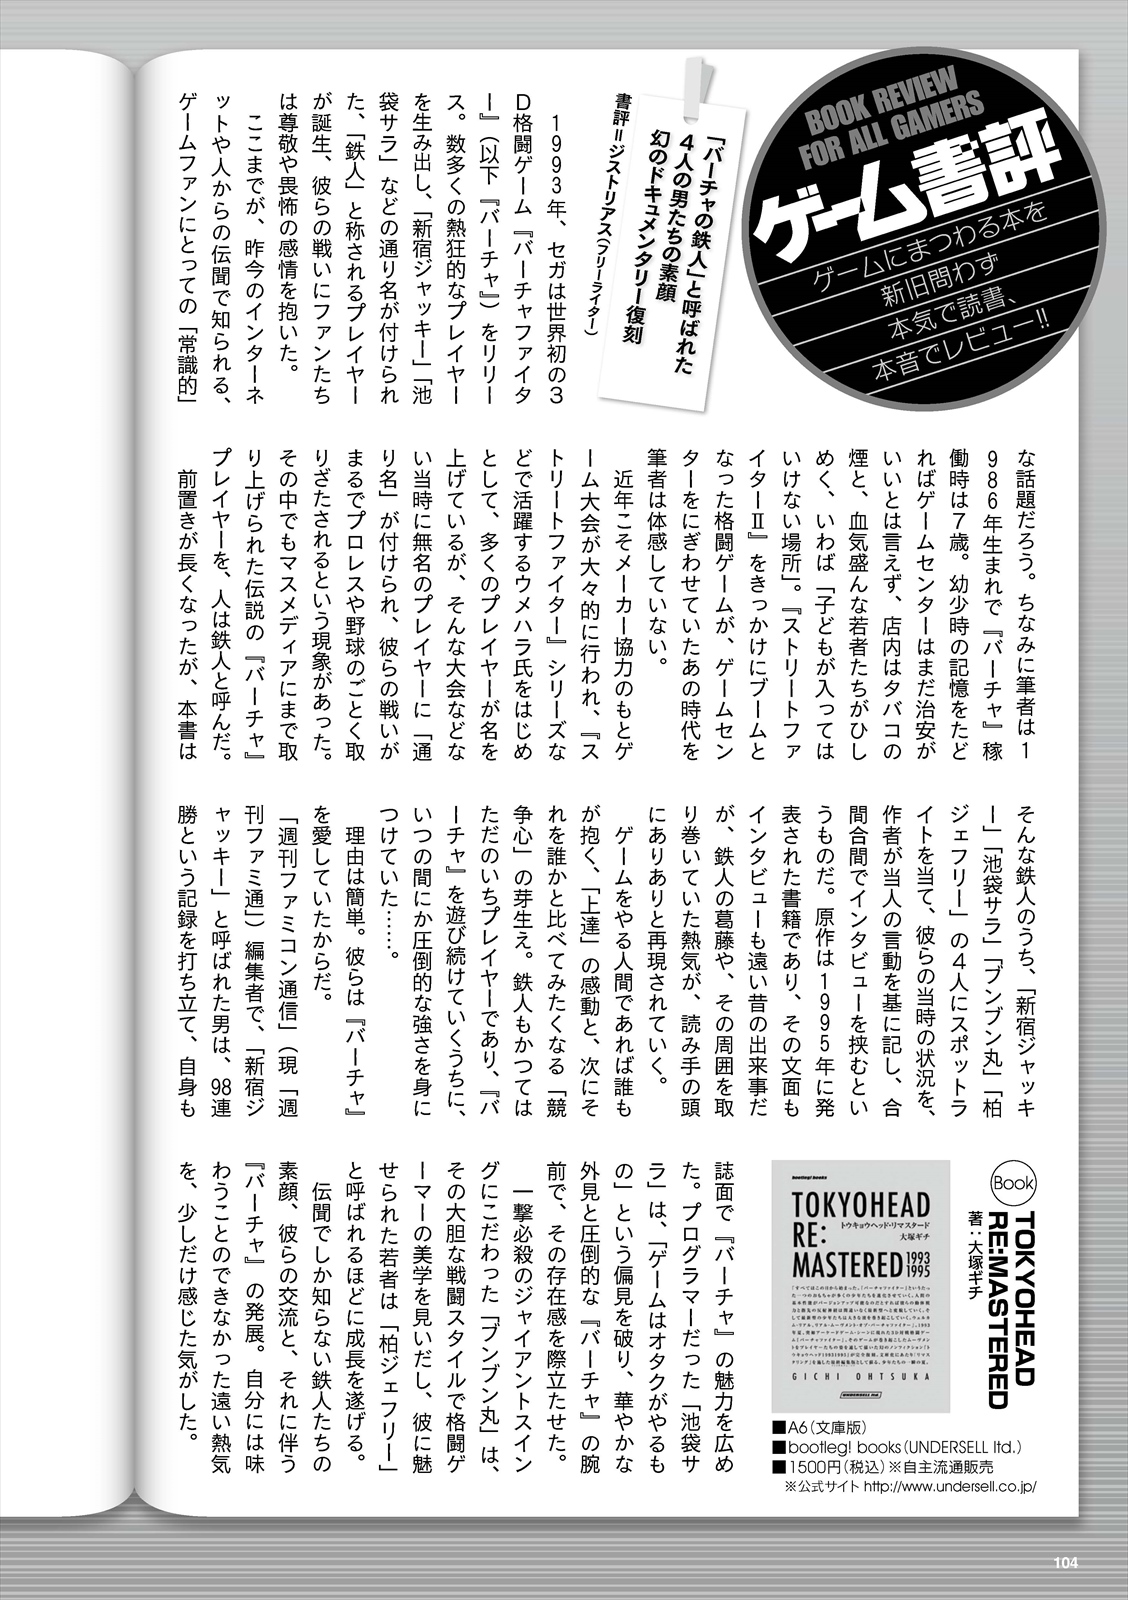 BOOK REVIEW
FOR ALL GAMERS
ゲーム書評
ゲームにまつわる本を
新旧問わず
本気で読書、
本音でレビュー!!
「バーチャの鉄人」と呼ばれた
4人の男たちの素顔
幻のドキュメンタリー復刻
書評=ジストリアス(フリーライター)
1993年、セガは世界初の3
D格闘ゲーム『バーチャファイタ
ー』(以下『バーチャ』)をリリー
ス。数多くの熱狂的なプレイヤー
を生み出し、「新宿ジャッキー」「池
袋サラ」などの通り名が付けられ
た、「鉄人」と称されるプレイヤー
が誕生、彼らの戦いにファンたち
は尊敬や畏怖の感情を抱いた。
ここまでが、昨今のインターネ
ットや人からの伝聞で知られる、
ゲームファンにとっての「常識的」
な話題だろう。ちなみに筆者は1
986年生まれで『バーチャ』稼
働時は7歳。幼少時の記憶をたど
ればゲームセンターはまだ治安が
いいとは言えず、店内はタバコの
煙と、血気盛んな若者たちがひし
めく、いわば「子どもが入っては
いけない場所」。『ストリートファ
イターⅡ』をきっかけにブームと
なった格闘ゲームが、ゲームセン
ターをにぎわせていたあの時代を
筆者は体感していない。
近年こそメーカー協力のもとゲ
ーム大会が大々的に行われ、『ス
トリートファイター』シリーズな
どで活躍するウメハラ氏をはじめ
として、多くのプレイヤーが名を
上げているが、そんな大会などな
い当時に無名のプレイヤーに「通
り名」が付けられ、彼らの戦いが
まるでプロレスや野球のごとく取
りざたされるという現象があった。
その中でもマスメディアにまで取
り上げられた伝説の『バーチャ』
プレイヤーを、人は鉄人と呼んだ。
前置きが長くなったが、本書は
そんな鉄人のうち、「新宿ジャッキ
ー」「池袋サラ」「ブンブン丸」「柏
ジェフリー」の4人にスポットラ
イトを当て、彼らの当時の状況を、
作者が当人の言動を基に記し、合
間合間でインタビューを挟むとい
うものだ。原作は1995年に発
表された書籍であり、その文面も
インタビューも遠い昔の出来事だ
が、鉄人の葛藤や、その周囲を取
り巻いていた熱気が、読み手の頭
にありありと再現されていく。
ゲームをやる人間であれば誰も
が抱く、「上達」の感動と、次にそ
れを誰かと比べてみたくなる「競
争心」の芽生え。鉄人もかつては
ただのいちプレイヤーであり、『バ
ーチャ』を遊び続けていくうちに、
いつの間にか圧倒的な強さを身に
つけていた……。
理由は簡単。彼らは『バーチャ』
を愛していたからだ。
「週刊ファミコン通信」(現「週
刊ファミ通」)編集者で、「新宿ジ
ャッキー」と呼ばれた男は、98連
勝という記録を打ち立て、自身も
誌面で『バーチャ』の魅力を広め
た。プログラマーだった「池袋サ
ラ」は、「ゲームはオタクがやるも
の」という偏見を破り、華やかな
外見と圧倒的な『バーチャ』の腕
前で、その存在感を際立たせた。
一撃必殺のジャイアントスイン
グにこだわった「ブンブン丸」は、
その大胆な戦闘スタイルで格闘ゲ
ーマーの美学を見いだし、彼に魅
せられた若者は「柏ジェフリー」
と呼ばれるほどに成長を遂げる。
伝聞でしか知らない鉄人たちの
素顔、彼らの交流と、それに伴う
『バーチャ』の発展。自分には味
わうことのできなかった遠い熱気
を、少しだけ感じた気がした。
Book
TOKYOHEAD
RE:MASTERED
著:大塚ギチ
bootleg! books
TOKYOHEAD
トウキョウヘッド・リマスタード
RE:
大塚ギチ
MASTERED 1993
1995
GICHI OHTSUKA
UNDERSELL ltd.
■A6(文庫版)
■bootleg! books(UNDERSELL ltd.)
■1500円(税込)※自主流通販売
※公式サイト http://www.undersell.co.jp/
104